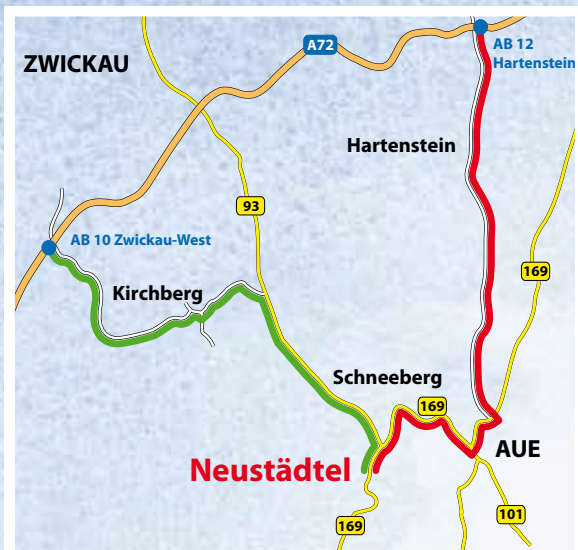 A72
AB 12
Hartenstein
ZWICKAU
Hartenstein
93
AB 10 Zwickau-West
169
Kirchberg
Schneeberg
169
AUE
Neustädtel
101
169